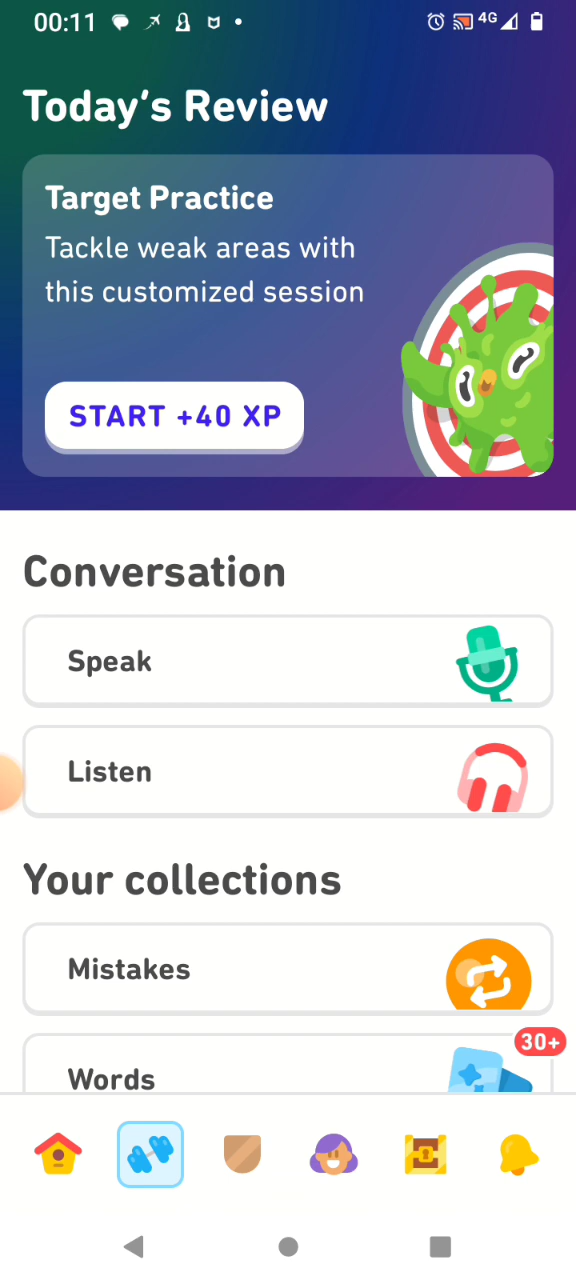 00:11
4G
Today's Review
Target Practice
Tackle weak areas with
this customized session
START +40 XP
Conversation
Speak
Listen
Your collections
Mistakes
30+
Words